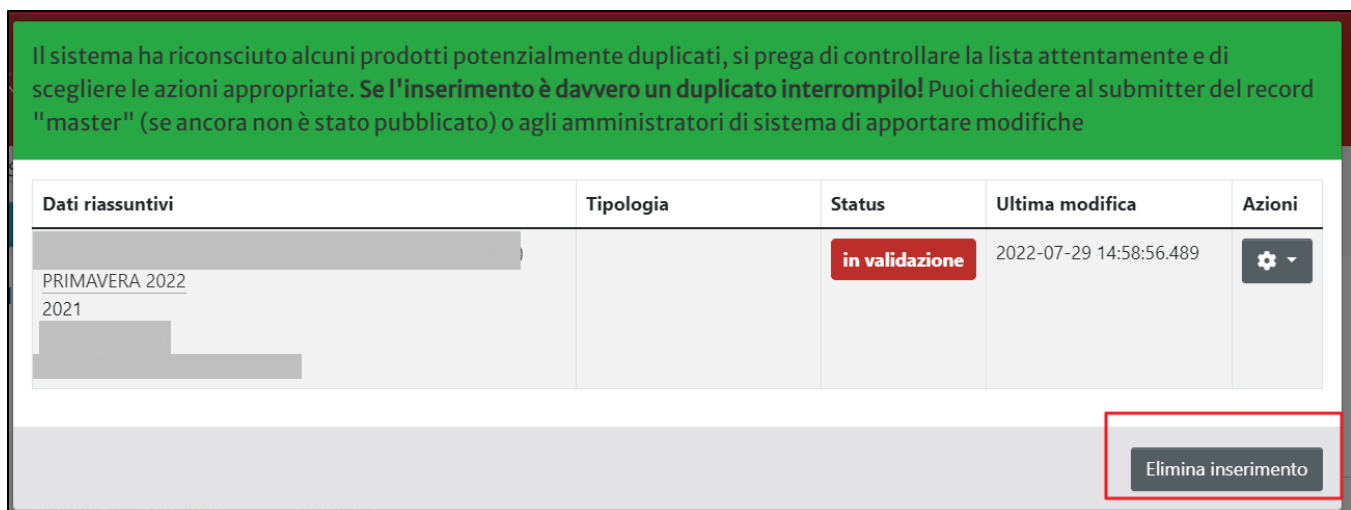 Il sistema ha riconsciuto alcuni prodotti potenzialmente duplicati, si prega di controllare la lista attentamente e di
scegliere le azioni appropriate. Se l'inserimento è davvero un duplicato interrompilo! Puoi chiedere al submitter del record
"master" (se ancora non è stato pubblicato) o agli amministratori di sistema di apportare modifiche
Dati riassuntivi Tipologia Status Ultima modifica Azioni
in validazione 2022-07-29 14:58:56.489
PRIMAVERA 2022
2021
Elimina inserimento